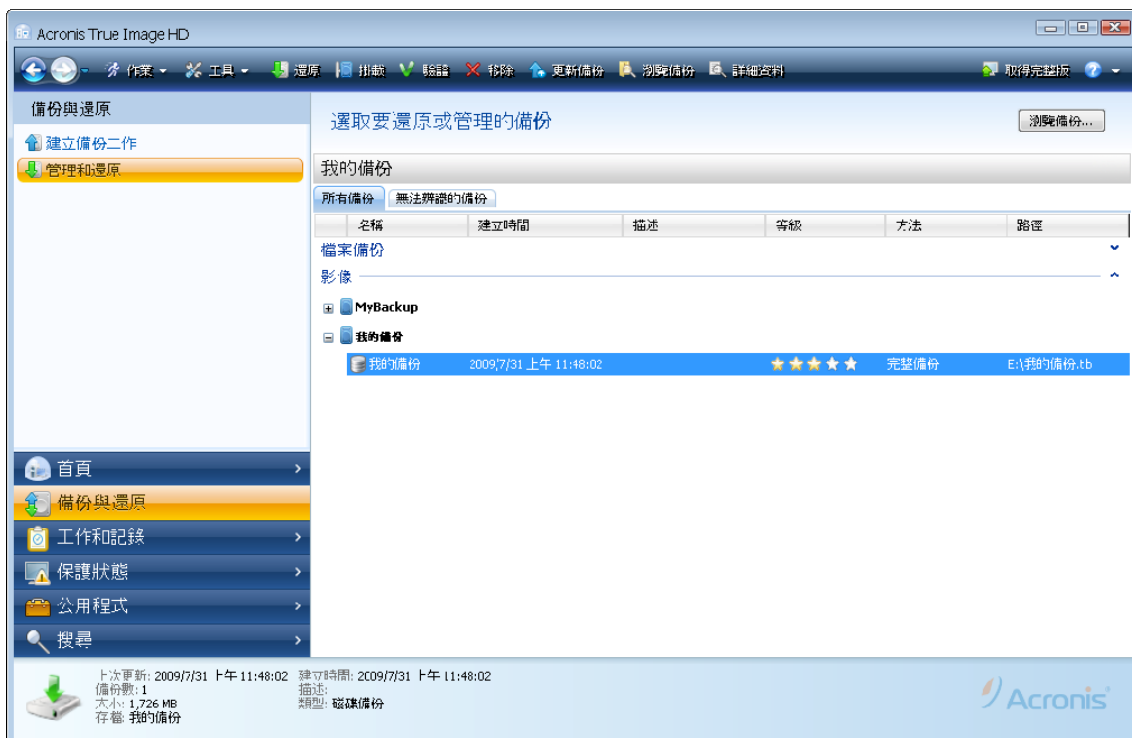 Acronis True Image HD
作業 工具 還原 掛載 驗證 移除 更新備份 瀏覽備份 詳細資料 取得完整版
備份與還原
建立備份工作
管理和還原
選取要還原或管理的備份
瀏覽備份...
我的備份
所有備份 無法辨識的備份
名稱 建立時間 描述 等級 方法 路徑
檔案備份
影像
MyBackup
我的備份
我的備份 2009/7/31 上午 11:48:02 完整備份 E:\我的備份.tb
首頁
備份與還原
工作和記錄
保護狀態
公用程式
搜尋
上次更新: 2009/7/31 上午 11:48:02
備份數: 1
大小: 1,726 MB
存檔: 我的備份
建立時間: 2009/7/31 上午 11:48:02
描述:
類型: 磁碟備份
Acronis